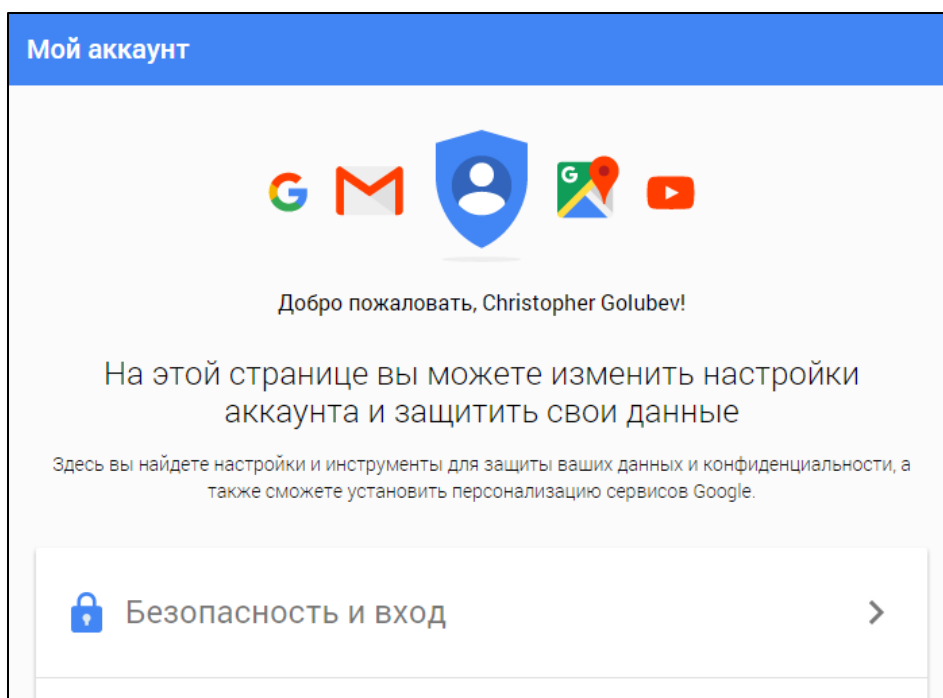 Мой аккаунт
G
Добро пожаловать, Christopher Golubev!
На этой странице вы можете изменить настройки
аккаунта и защитить свои данные
Здесь вы найдете настройки и инструменты для защиты ваших данных и конфиденциальности, а
также сможете установить персонализацию сервисов Google.
Безопасность и вход